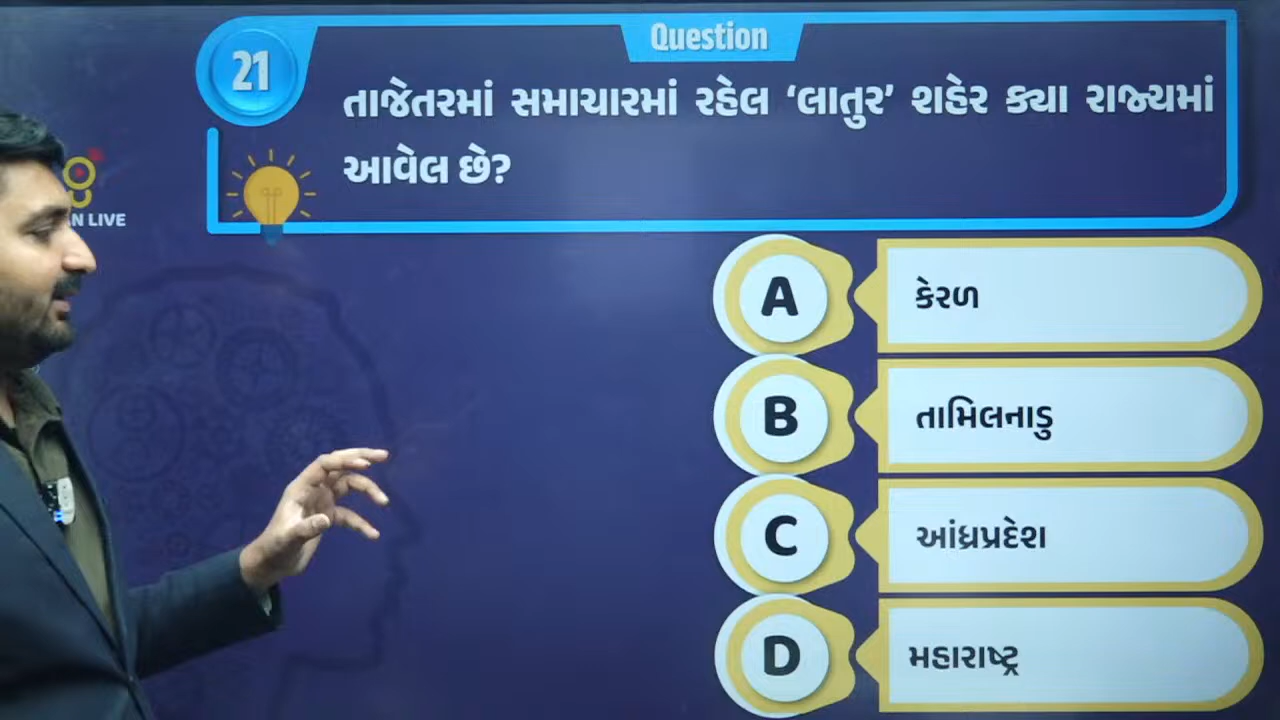 Question
21
તાજેતરમાં સમાચારમાં રહેલ ‘લાતુર’ શહેર ક્યા રાજ્યમાં
આવેલ છે?
LIVE
A
કેરળ
B
તામિલનાડુ
C
આંધ્રપ્રદેશ
D
મહારાષ્ટ્ર